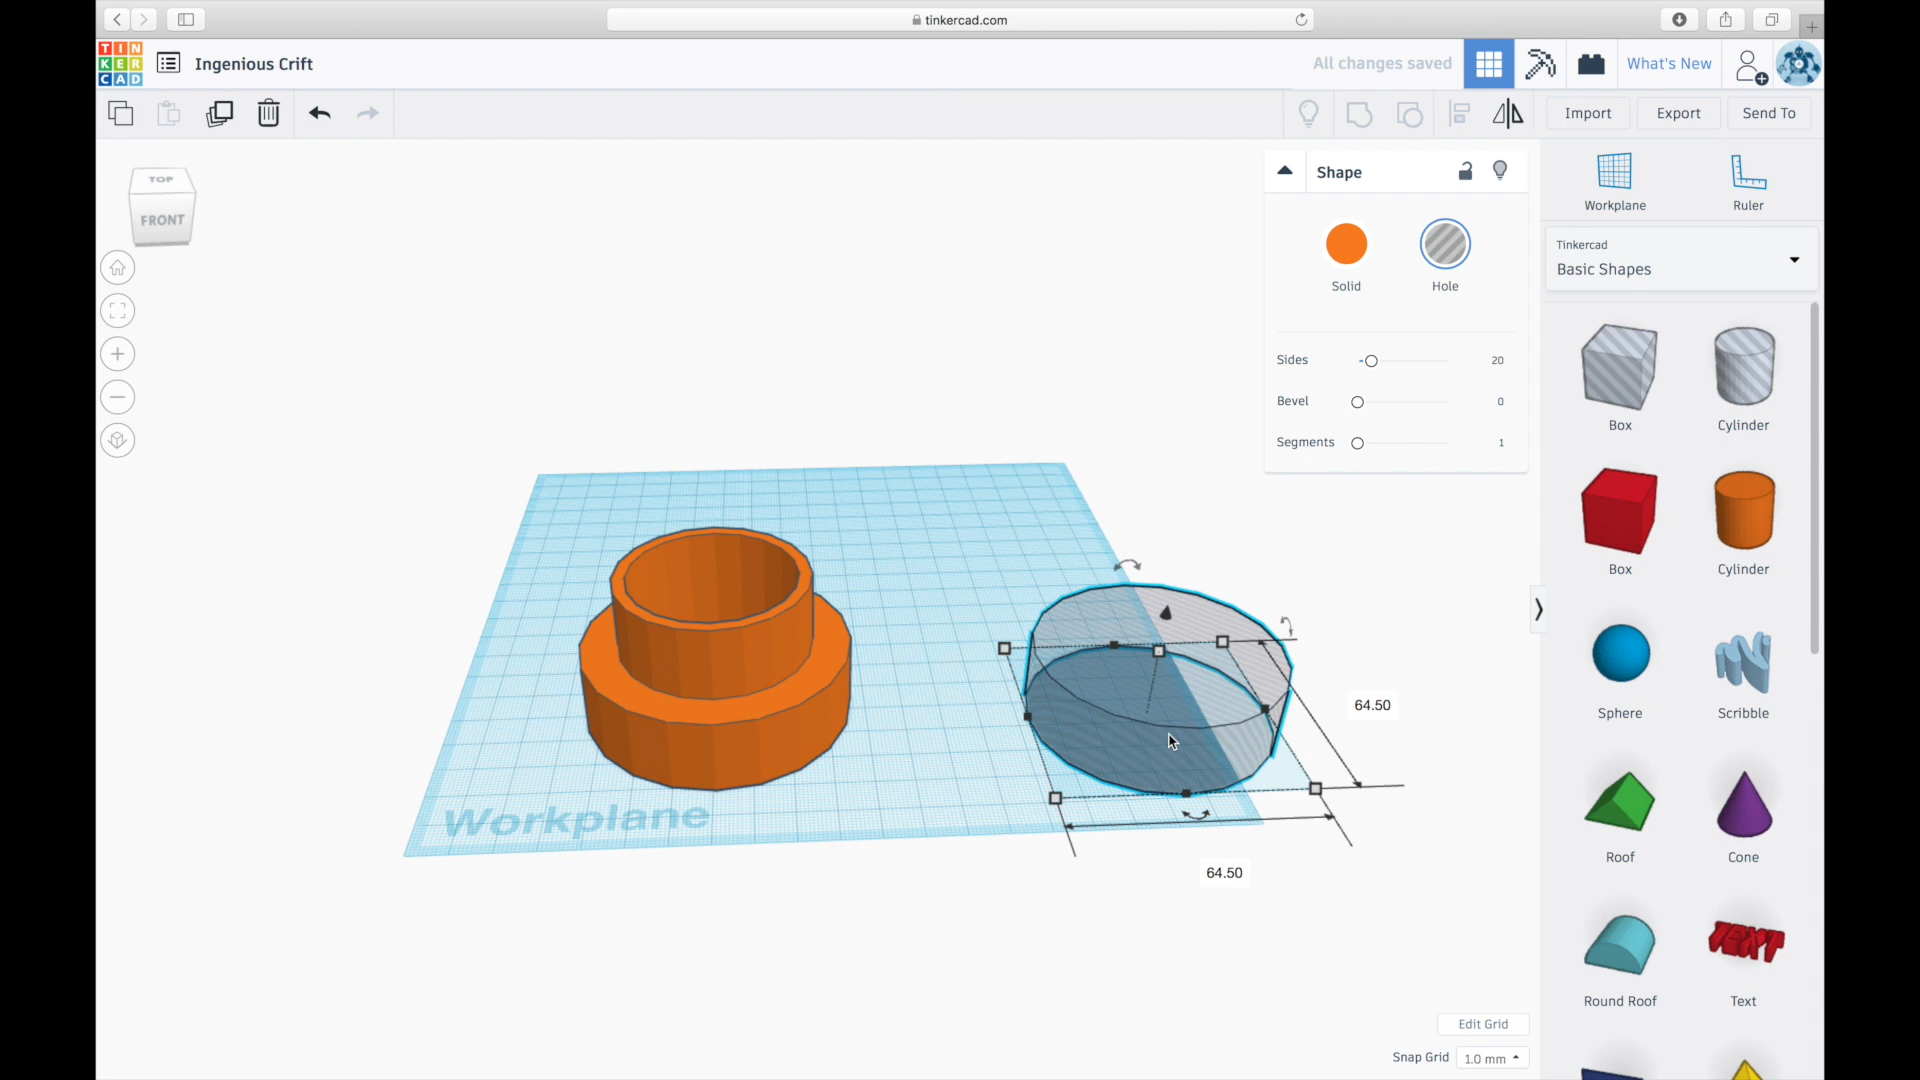 tinkercad.com
TIN
KER
CAD
Ingenious Crift
All changes saved
What's New
Import
Export
Send To
TOP
FRONT
Shape
Solid
Hole
Sides
20
Bevel
0
Segments
1
Workplane
Ruler
Tinkercad
Basic Shapes
Box
Cylinder
Box
Cylinder
Sphere
Scribble
Roof
Cone
Round Roof
TEXT
Text
Workplane
64.50
64.50
Edit Grid
Snap Grid
1.0 mm